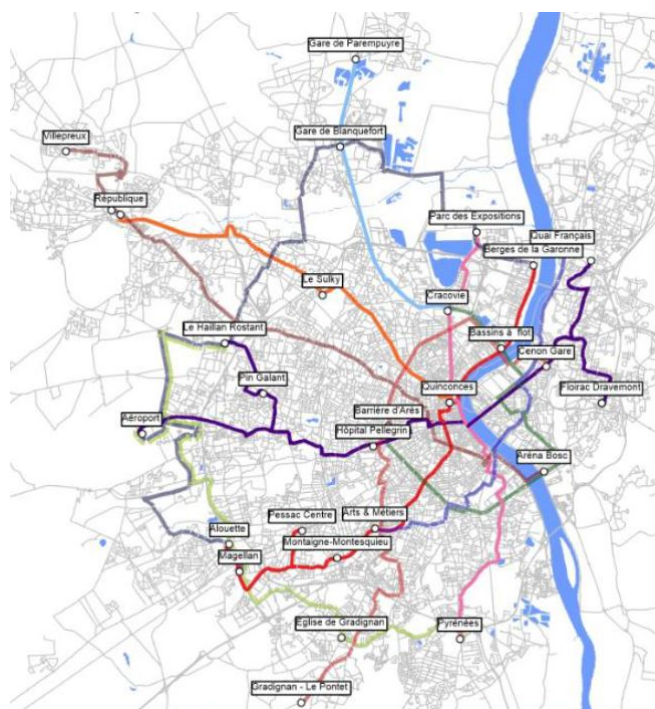 Gare de Parempuyre
Villepreux
Gare de Blanquefort
République
Parc des Expositions
Quai Français
Berges de la Garonne
Le Sulky
Cracovie
Le Haillan Rostant
Bassins à flot
Cenon Gare
Pin Galant
Quinconces
Floirac Dravemont
Barrière d'Arès
Aéroport
Hôpital Pellegrin
Aréna Bosc
Pessac Centre
Arts & Métiers
Alouette
Montaigne-Montesquieu
Magellan
Eglise de Gradignan
Pyrénées
Gradignan - Le Pontet